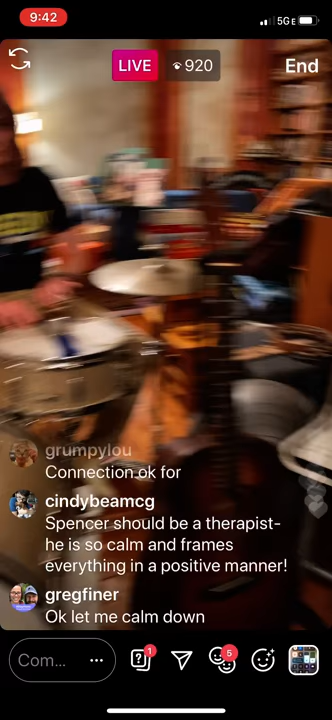 9:42
5GE
LIVE 920 End
grumpylou
Connection ok for
cindybeamcg
Spencer should be a therapist-
he is so calm and frames
everything in a positive manner!
gregfiner
Ok let me calm down
Com... 1 5